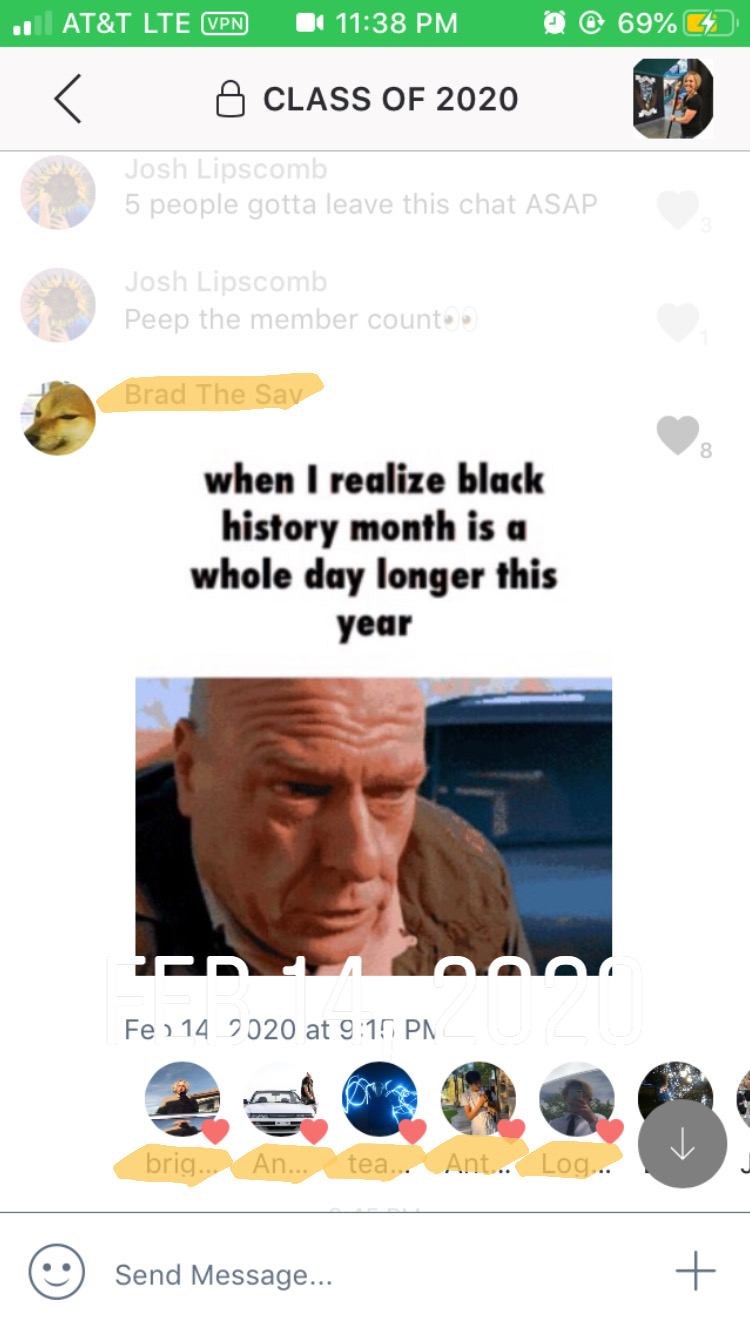 AT&T LTE VPN 11:38 PM 69%
CLASS OF 2020
Josh Lipscomb
5 people gotta leave this chat ASAP
3
Josh Lipscomb
Peep the member count👀
1
Brad The Sav
8
when I realize black
history month is a
whole day longer this
year
FEB 14, 2020
Feb 14, 2020 at 9:15 PM
brig... An... tea... Ant... Log...
Send Message...